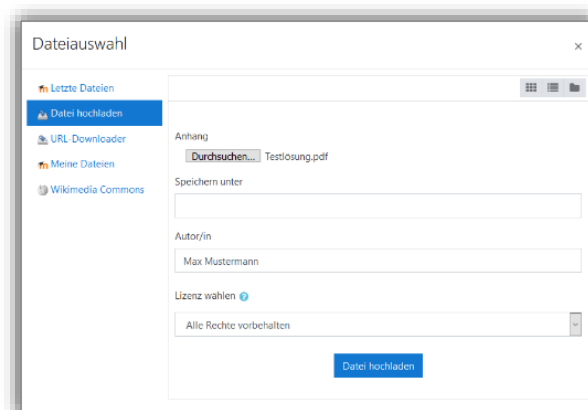 Dateiauswahl
×
Letzte Dateien
Datei hochladen
URL-Downloader
Meine Dateien
Wikimedia Commons
Anhang
Durchsuchen... Testlösung.pdf
Speichern unter
Autor/in
Max Mustermann
Lizenz wählen ?
Alle Rechte vorbehalten
Datei hochladen